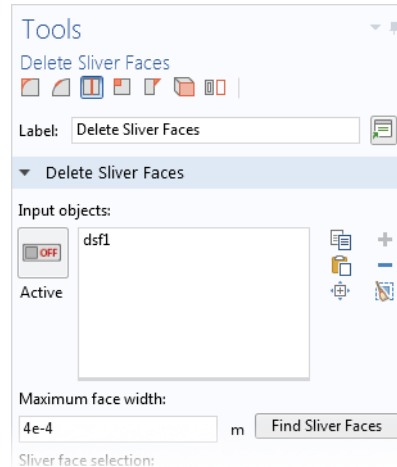 Tools
Delete Sliver Faces
Label: Delete Sliver Faces
Delete Sliver Faces
Input objects:
OFF
dsf1
Active
Maximum face width:
4e-4 m Find Sliver Faces
Sliver face selection: